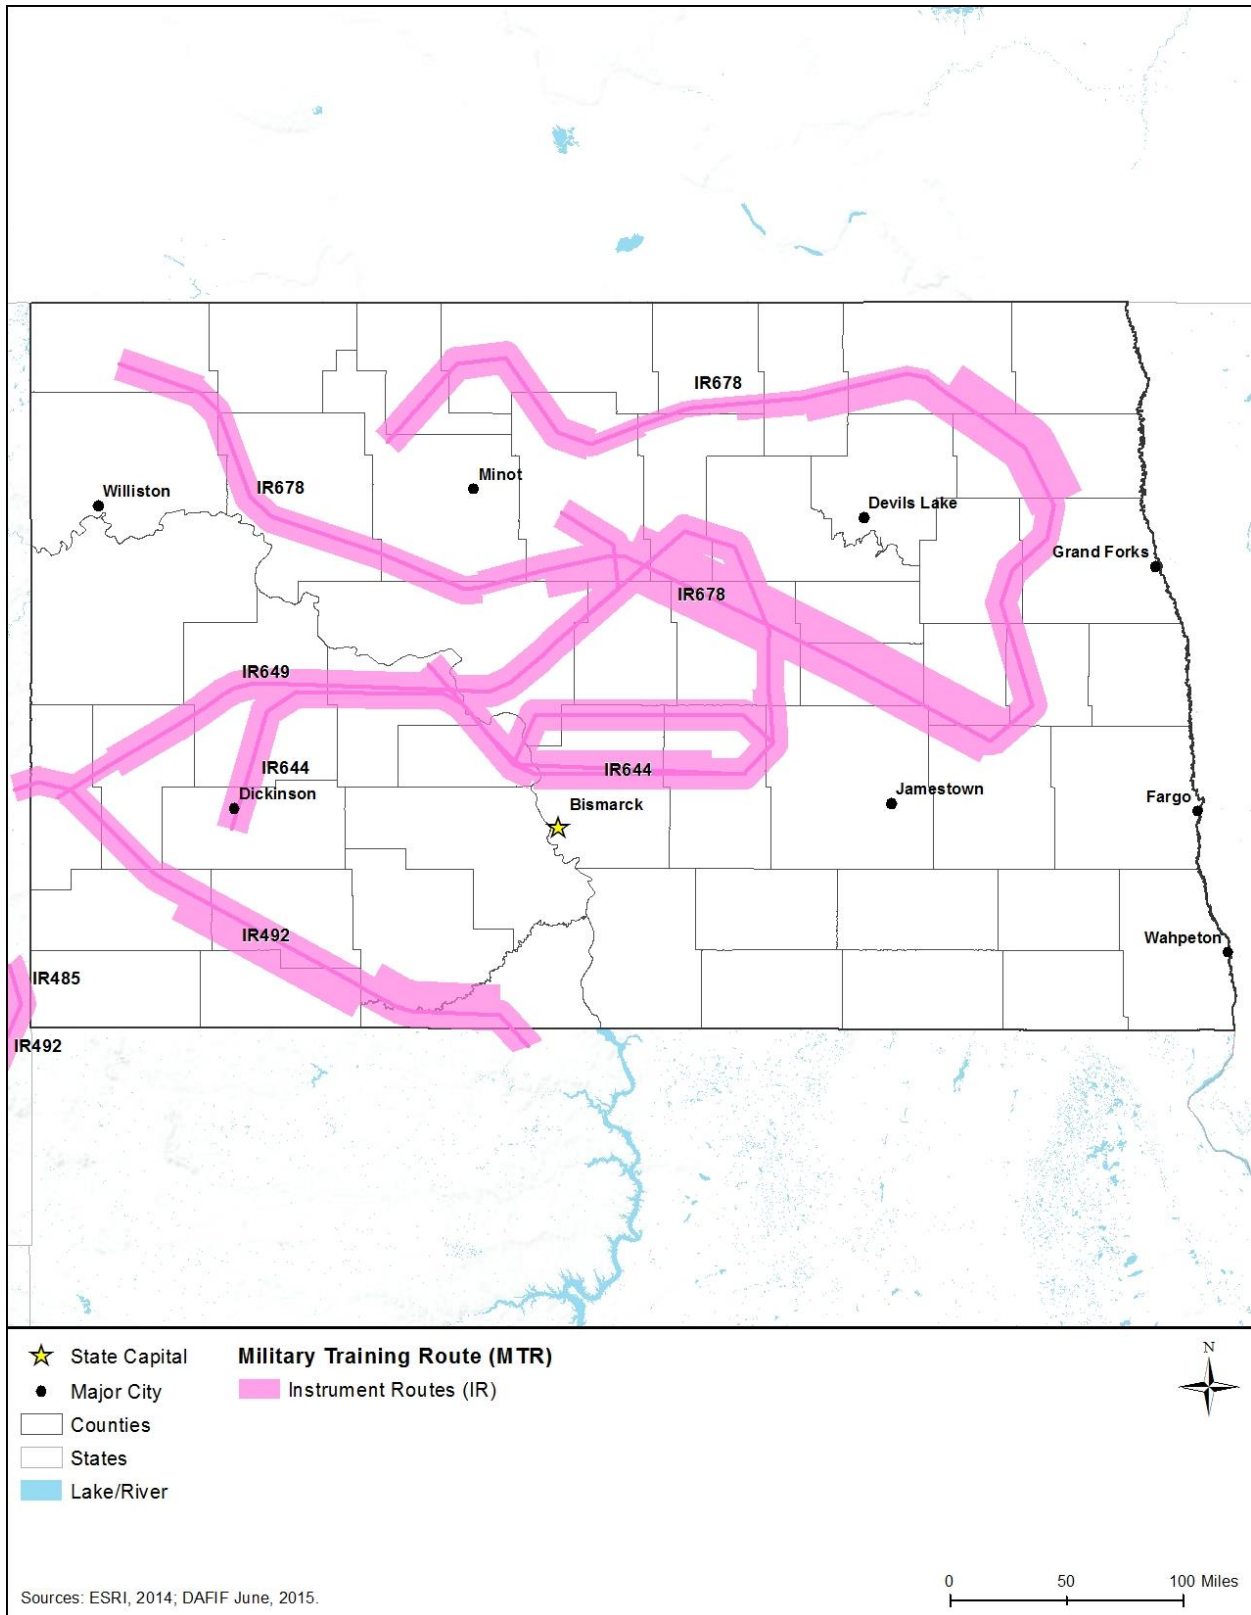 IR678
Minot
IR678
Williston
Devils Lake
Grand Forks
IR678
IR649
IR644
IR644
Dickinson
Jamestown
Fargo
Bismarck
IR492
Wahpeton
IR485
IR492
State Capital
Major City
Counties
States
Lake/River
Military Training Route (MTR)
Instrument Routes (IR)
N
0 50 100 Miles
Sources: ESRI, 2014; DAFIF June, 2015.